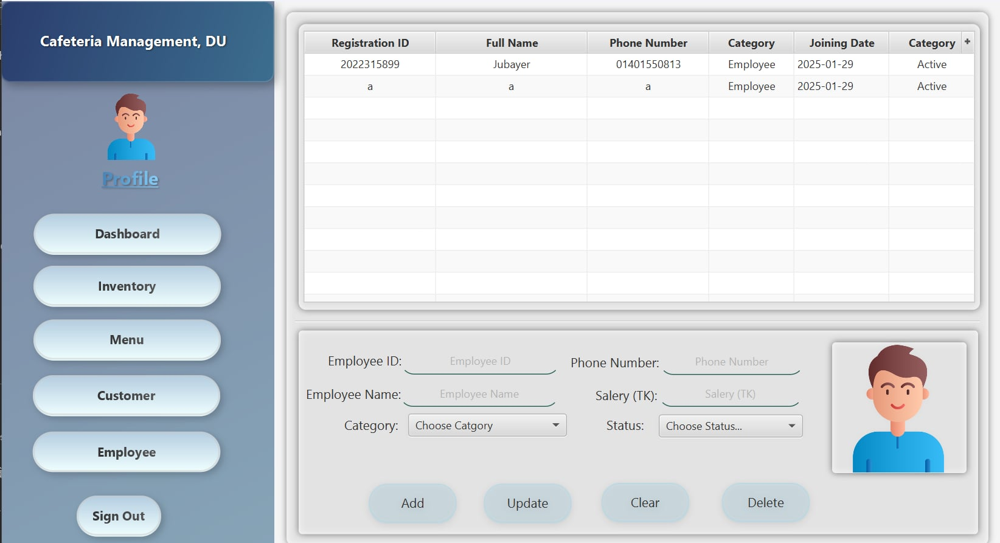 Cafeteria Management, DU
Profile
Dashboard
Inventory
Menu
Customer
Employee
Sign Out
Registration ID Full Name Phone Number Category Joining Date Category +
2022315899 Jubayer 01401550813 Employee 2025-01-29 Active
a a a Employee 2025-01-29 Active
Employee ID: Employee ID Phone Number: Phone Number
Employee Name: Employee Name Salery (TK): Salery (TK)
Category: Choose Catgory Status: Choose Status...
Add Update Clear Delete